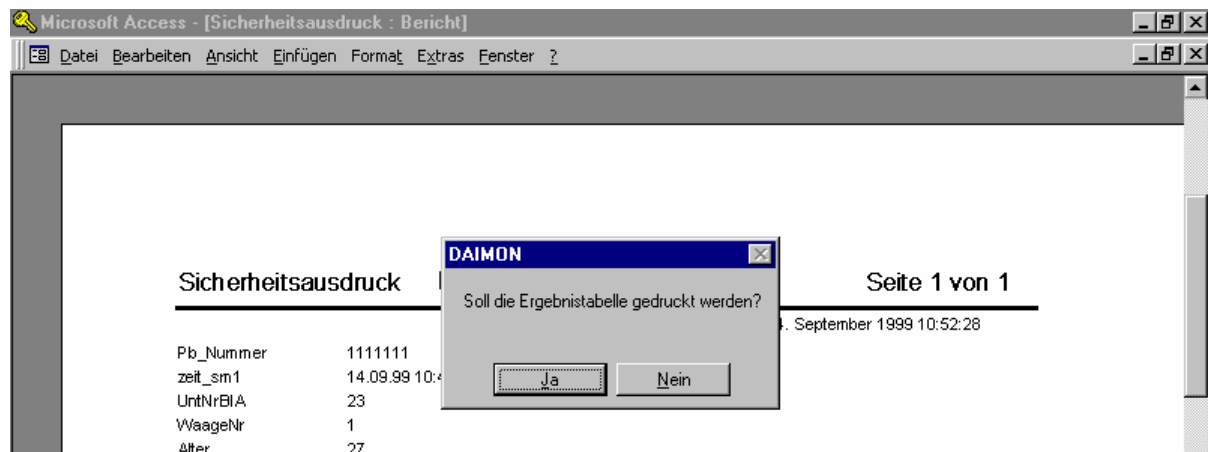 Microsoft Access - [Sicherheitsausdruck : Bericht]
Datei Bearbeiten Ansicht Einfügen Format Extras Fenster ?
DAIMON
Sicherheitsausdruck
Seite 1 von 1
Soll die Ergebnistabelle gedruckt werden?
. September 1999 10:52:28
Ja Nein
Pb_Nummer 1111111
zeit_sm1 14.09.99 10:4
UntNrBIA 23
WaageNr 1
Alter 27